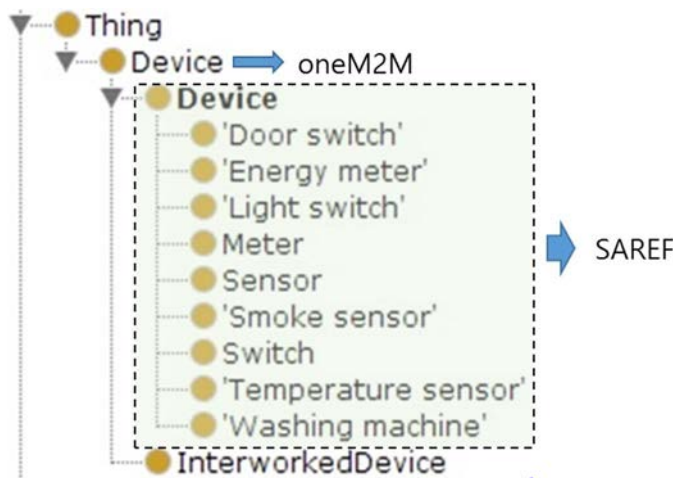 Thing
Device oneM2M
Device
'Door switch'
'Energy meter'
'Light switch'
Meter
Sensor SAREF
'Smoke sensor'
Switch
'Temperature sensor'
'Washing machine'
InterworkedDevice